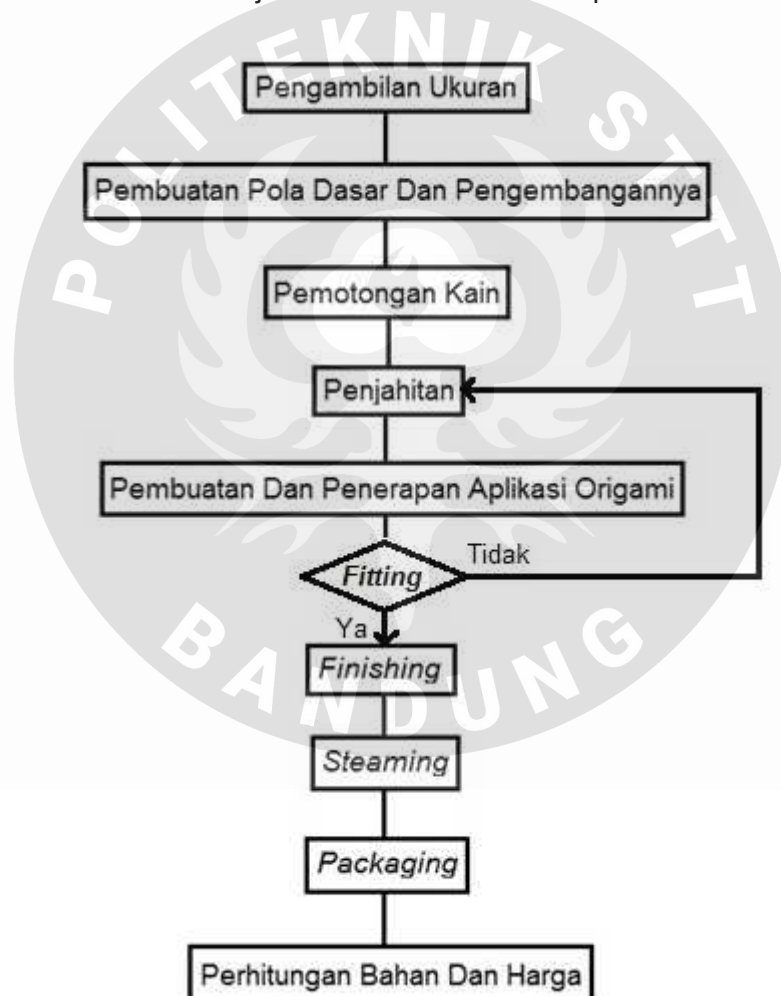 POLITEKNIK STTT
BANDUNG
Pengambilan Ukuran
Pembuatan Pola Dasar Dan Pengembangannya
Pemotongan Kain
Penjahitan
Pembuatan Dan Penerapan Aplikasi Origami
Fitting
Tidak
Ya
Finishing
Steaming
Packaging
Perhitungan Bahan Dan Harga